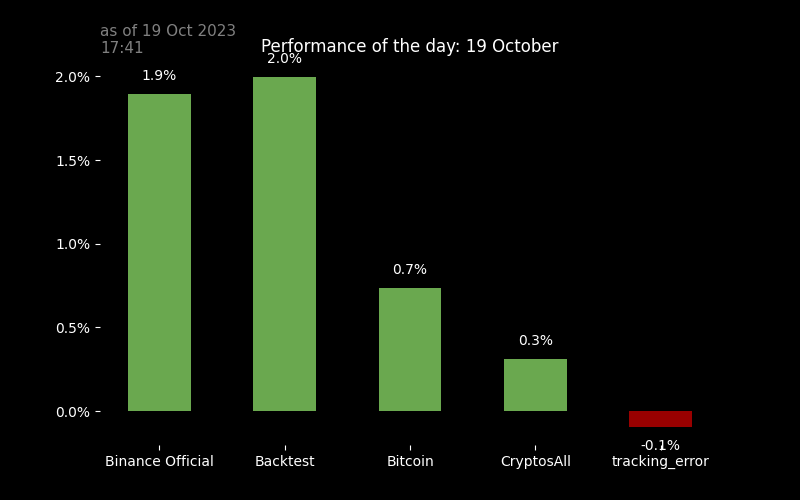 as of 19 Oct 2023
17:41
Performance of the day: 19 October
2.0%
1.5%
1.0%
0.5%
0.0%
1.9%
2.0%
0.7%
0.3%
-0.1%
Binance Official
Backtest
Bitcoin
CryptosAll
tracking_error